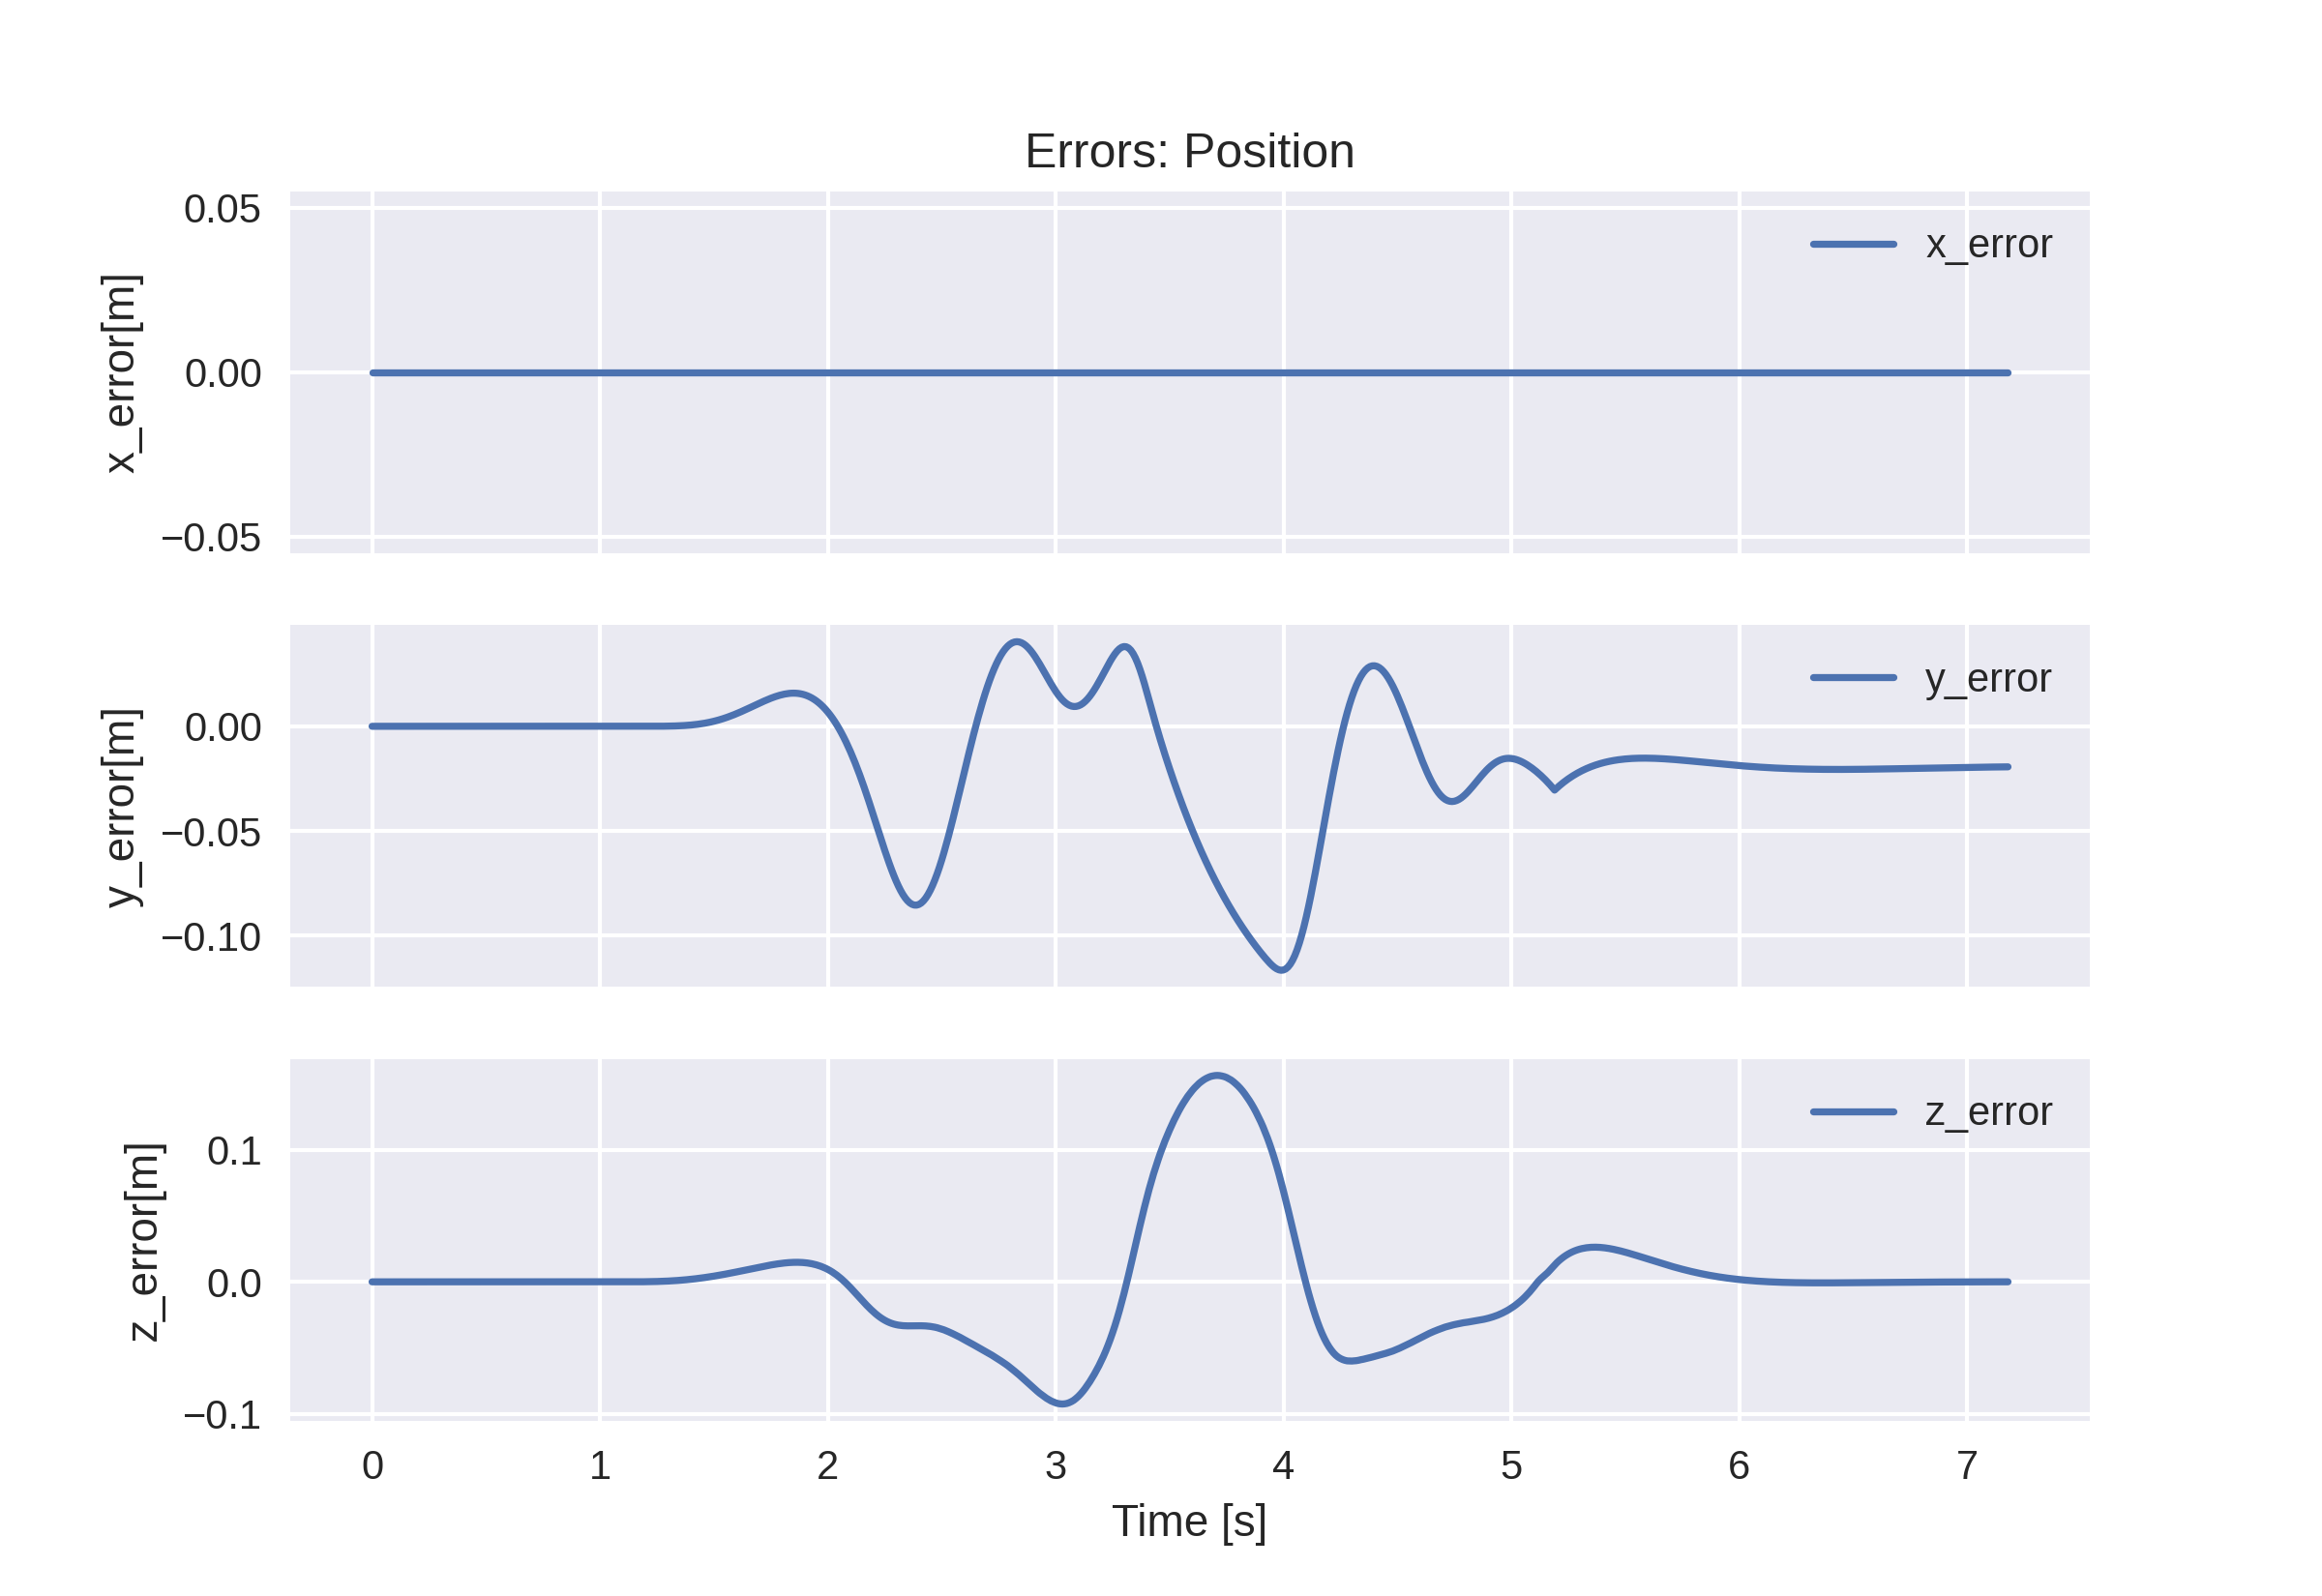 Errors: Position
0.05
x_error
x_error[m]
0.00
−0.05
y_error
y_error[m]
0.00
−0.05
−0.10
z_error
z_error[m]
0.1
0.0
−0.1
0 1 2 3 4 5 6 7
Time [s]